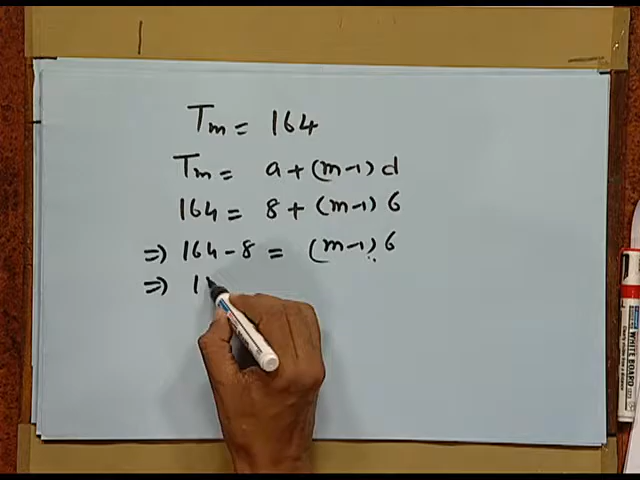 Tm = 164
Tm = a + (m-1) d
164 = 8 + (m-1) 6
=) 164 - 8 = (m-1) 6
=) 1
WHITE BOARD